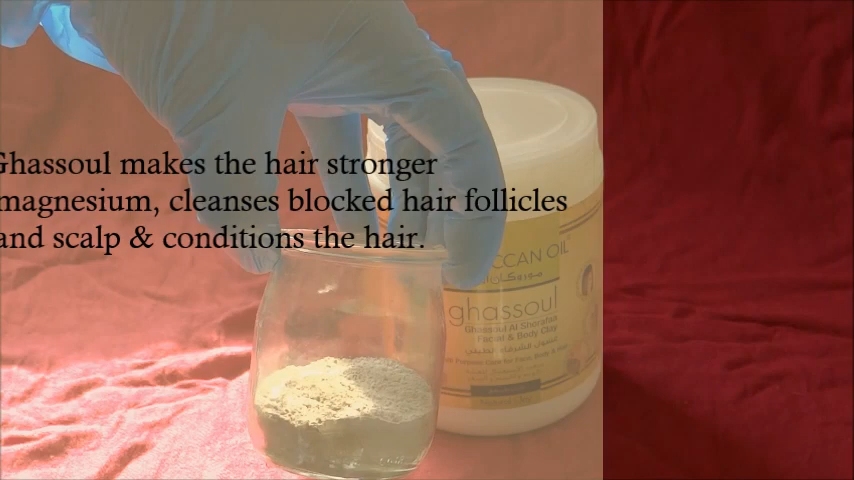 Ghassoul makes the hair stronger
magnesium, cleanses blocked hair follicles
and scalp & conditions the hair.
CCAN OIL
ghassoul
Ghassoul Al Shorafaa
Facial & Body Clay